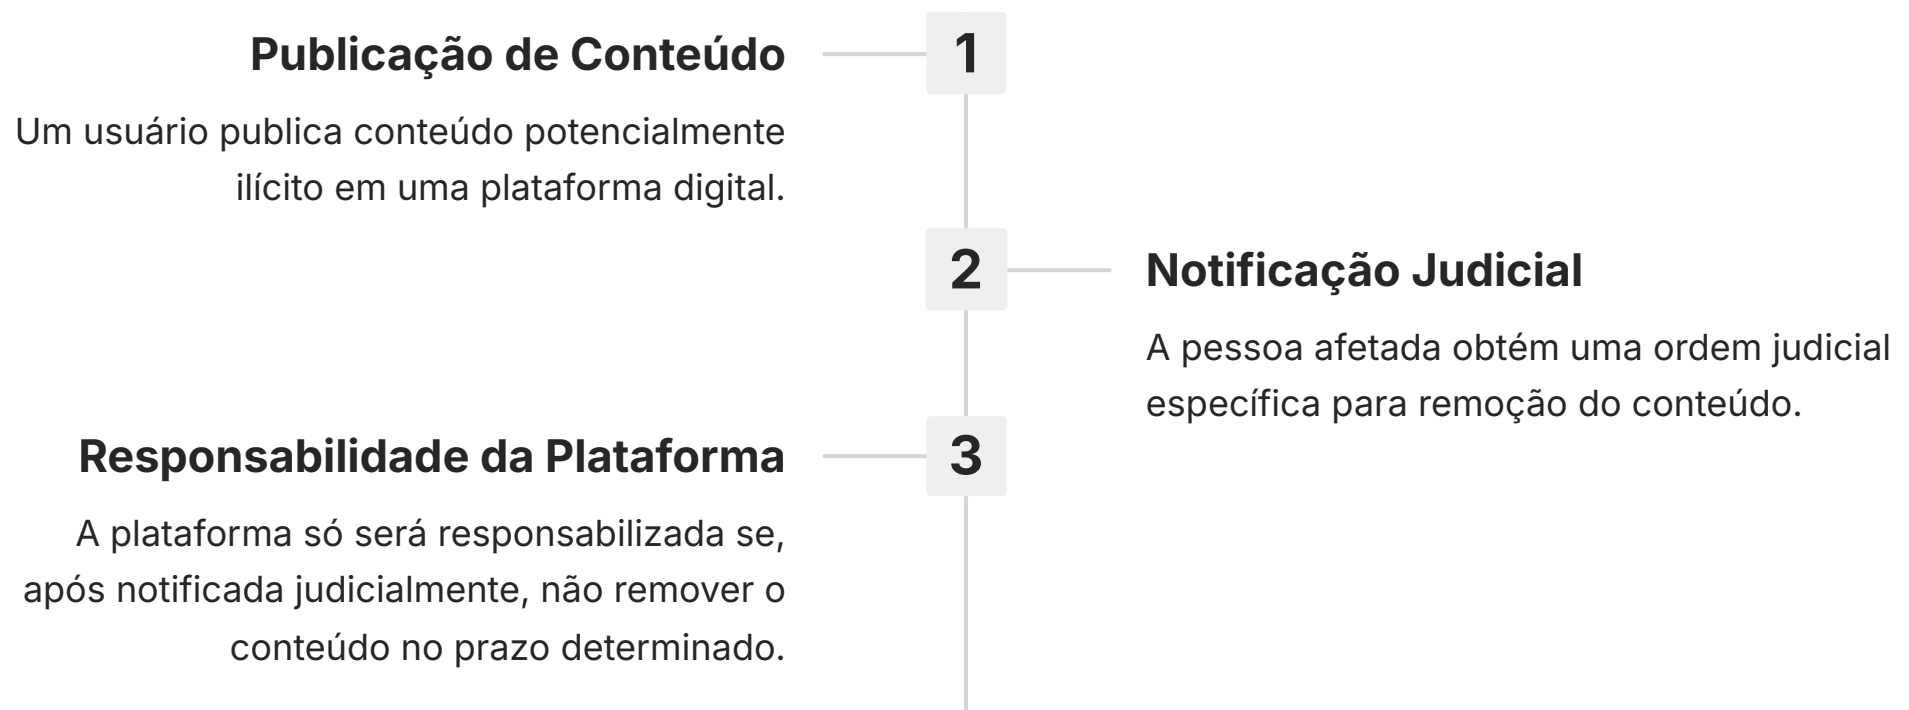 Publicação de Conteúdo
1
Um usuário publica conteúdo potencialmente
ilícito em uma plataforma digital.
2
Notificação Judicial
A pessoa afetada obtém uma ordem judicial
específica para remoção do conteúdo.
Responsabilidade da Plataforma
3
A plataforma só será responsabilizada se,
após notificada judicialmente, não remover o
conteúdo no prazo determinado.